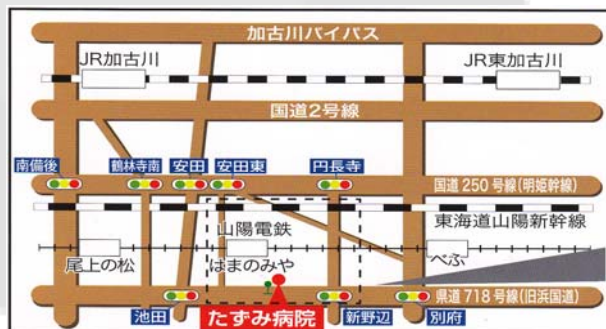 加古川バイパス
JR加古川
JR東加古川
国道2号線
南備後
鶴林寺南
安田
安田東
円長寺
国道250号線(明姫幹線)
山陽電鉄
東海道山陽新幹線
尾上の松
はまのみや
べふ
県道718号線(旧浜国道)
池田
たずみ病院
新野辺
別府